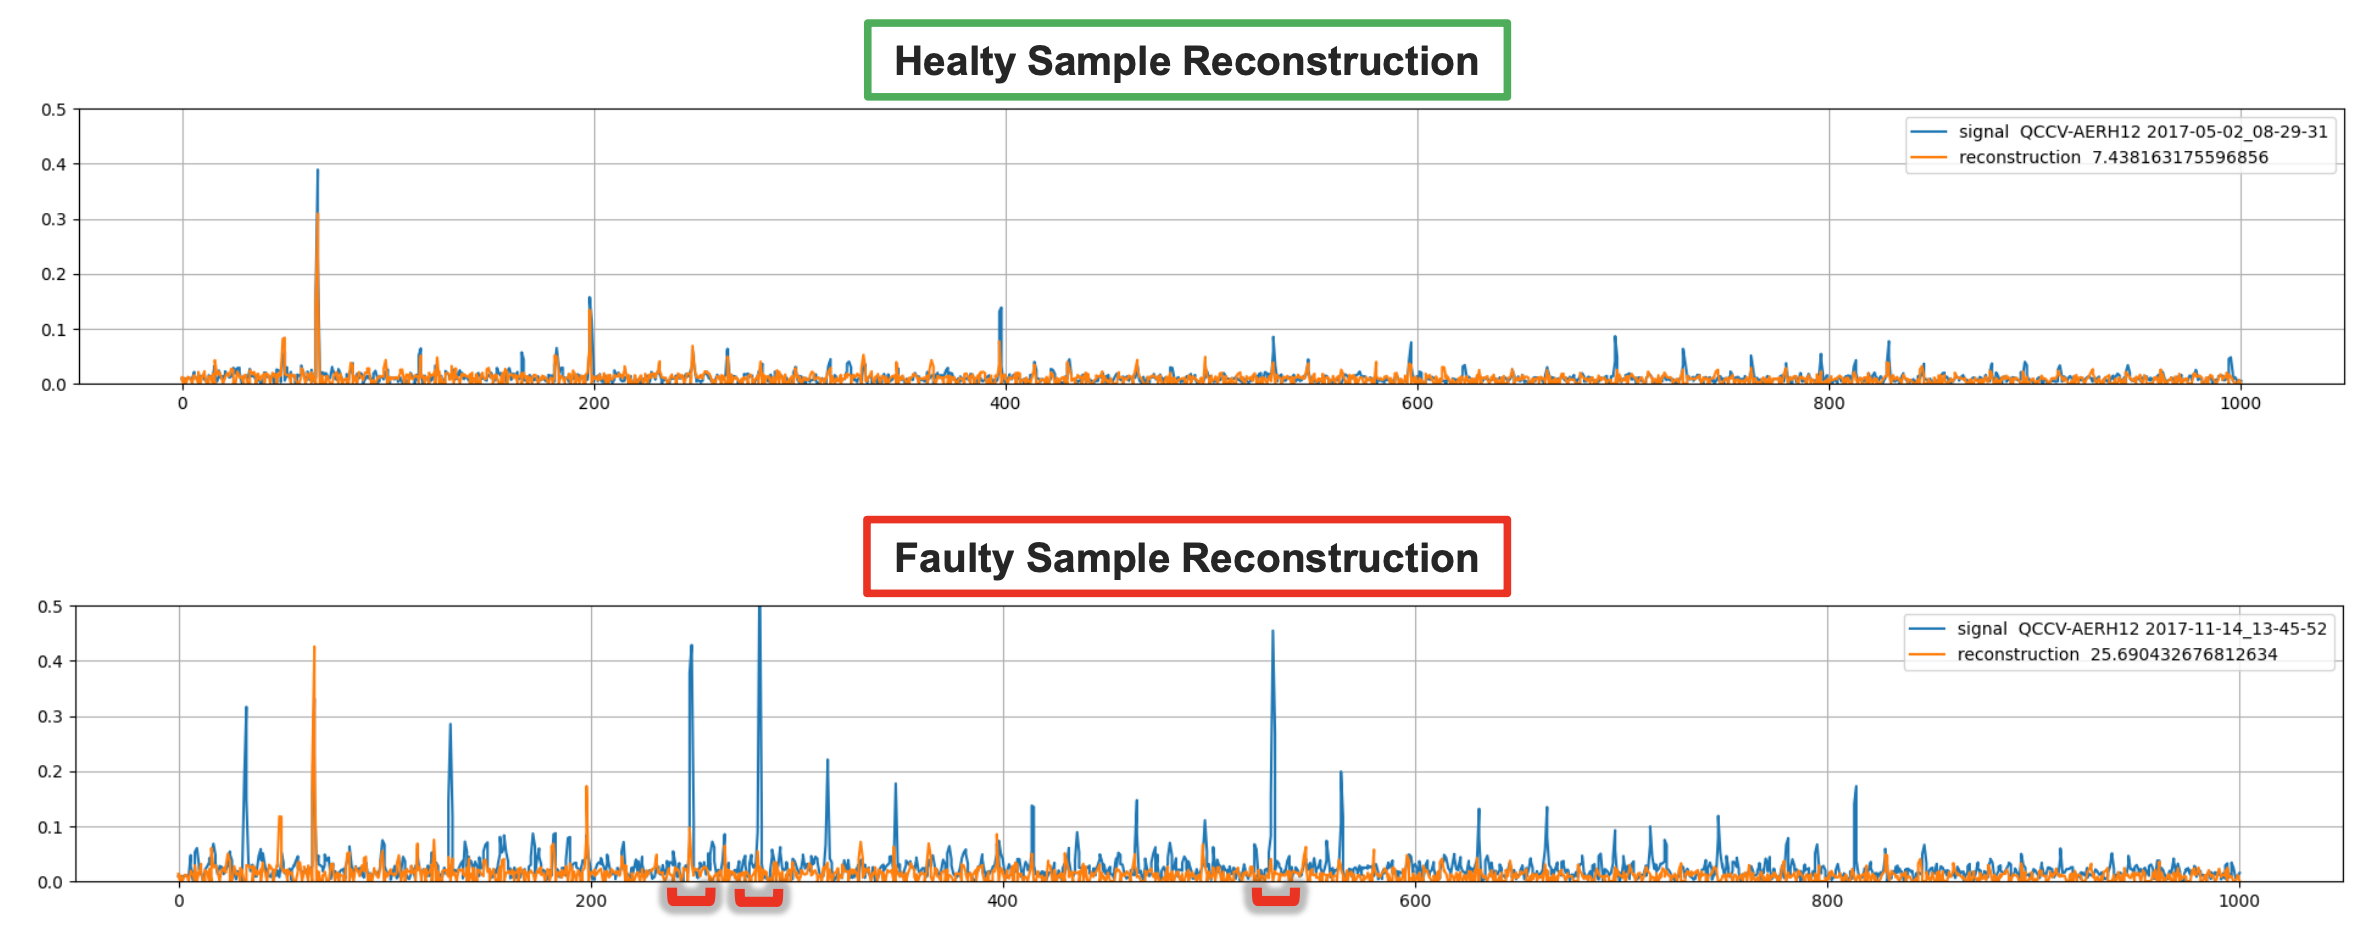 Healty Sample Reconstruction
0.5
signal QCCV-AERH12 2017-05-02_08-29-31
reconstruction 7.438163175596856
0.4
0.3
0.2
0.1
0.0
0 200 400 600 800 1000
Faulty Sample Reconstruction
0.5
signal QCCV-AERH12 2017-11-14_13-45-52
reconstruction 25.690432676812634
0.4
0.3
0.2
0.1
0.0
0 200 400 600 800 1000